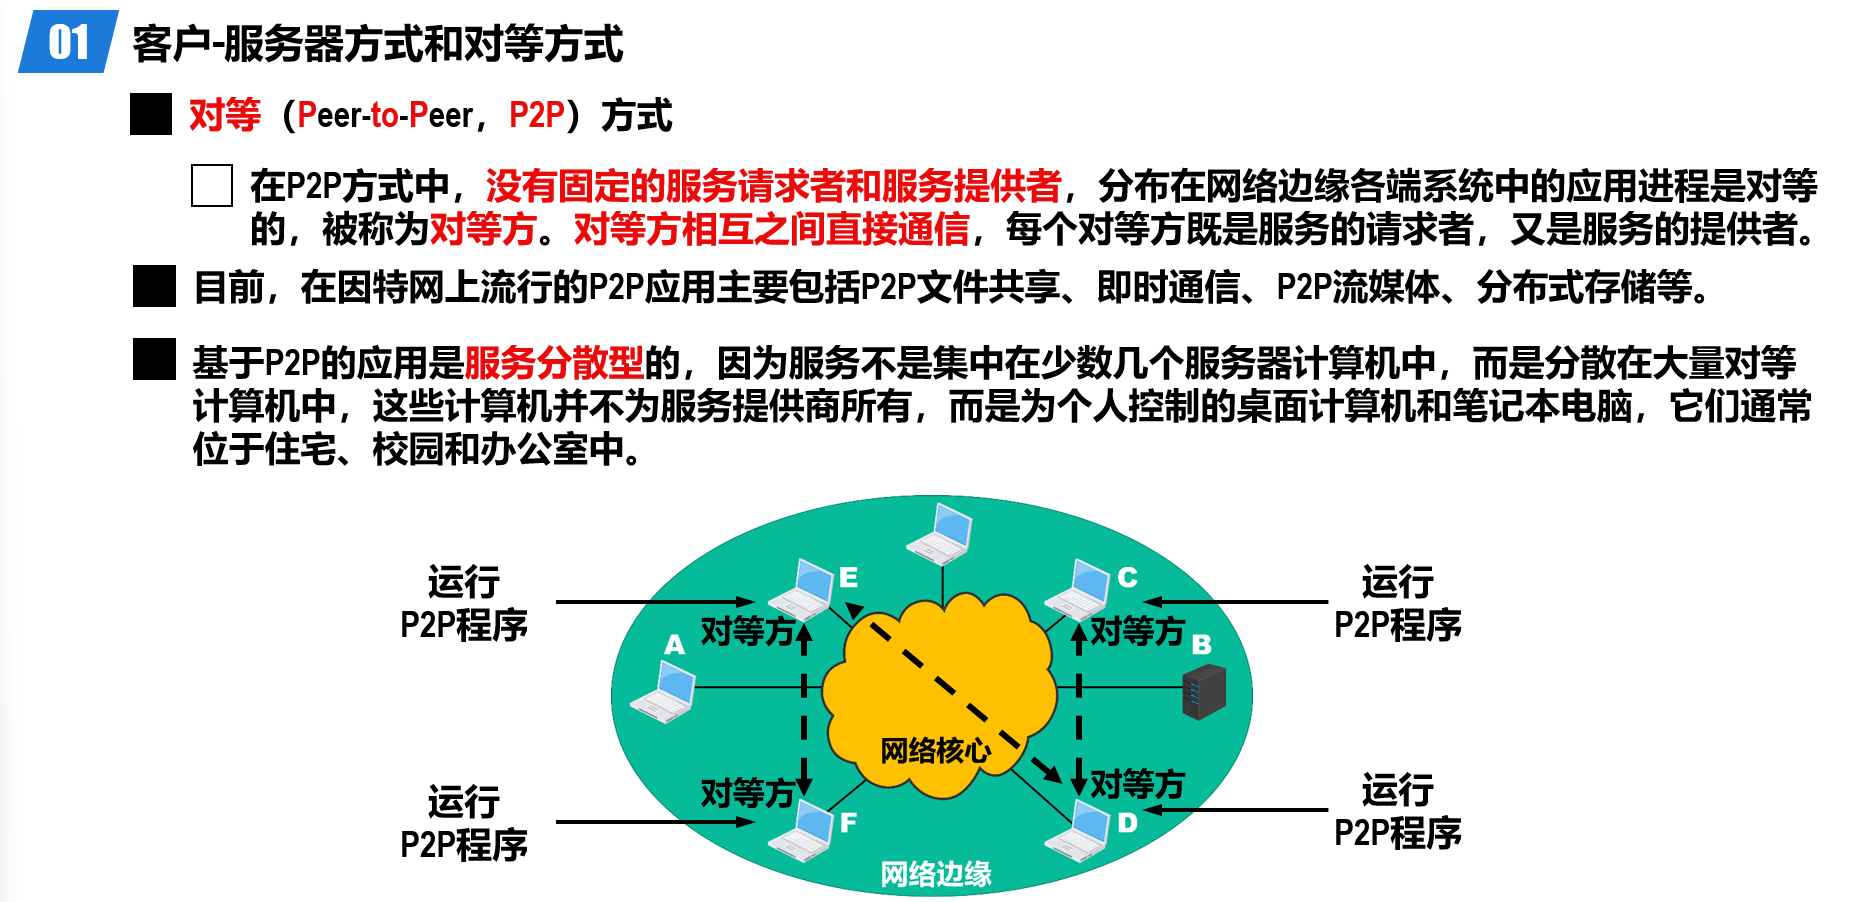 01 客户-服务器方式和对等方式
对等（Peer-to-Peer，P2P）方式
在P2P方式中，没有固定的服务请求者和服务提供者，分布在网络边缘各端系统中的应用进程是对等
的，被称为对等方。对等方相互之间直接通信，每个对等方既是服务的请求者，又是服务的提供者。
目前，在因特网上流行的P2P应用主要包括P2P文件共享、即时通信、P2P流媒体、分布式存储等。
基于P2P的应用是服务分散型的，因为服务不是集中在少数几个服务器计算机中，而是分散在大量对等
计算机中，这些计算机并不为服务提供商所有，而是为个人控制的桌面计算机和笔记本电脑，它们通常
位于住宅、校园和办公室中。
运行
P2P程序
E
C
运行
P2P程序
对等方
对等方
A
B
网络核心
对等方
对等方
运行
P2P程序
F
D
运行
P2P程序
网络边缘